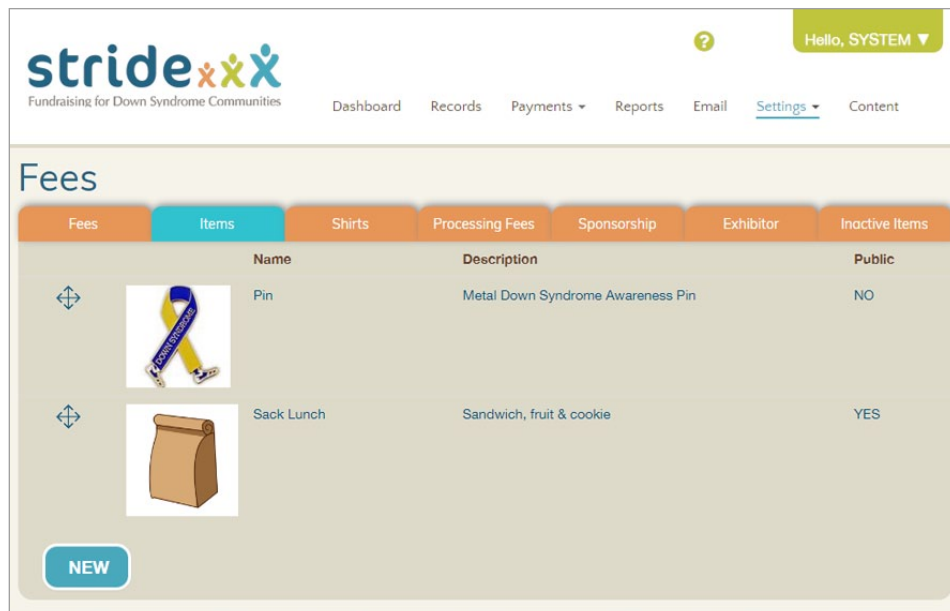 ? Hello, SYSTEM ▼
stride
Fundraising for Down Syndrome Communities
Dashboard Records Payments Reports Email Settings Content
Fees
Fees Items Shirts Processing Fees Sponsorship Exhibitor Inactive Items
Name Description Public
Pin Metal Down Syndrome Awareness Pin NO
DOWN SYNDROME
Sack Lunch Sandwich, fruit & cookie YES
NEW